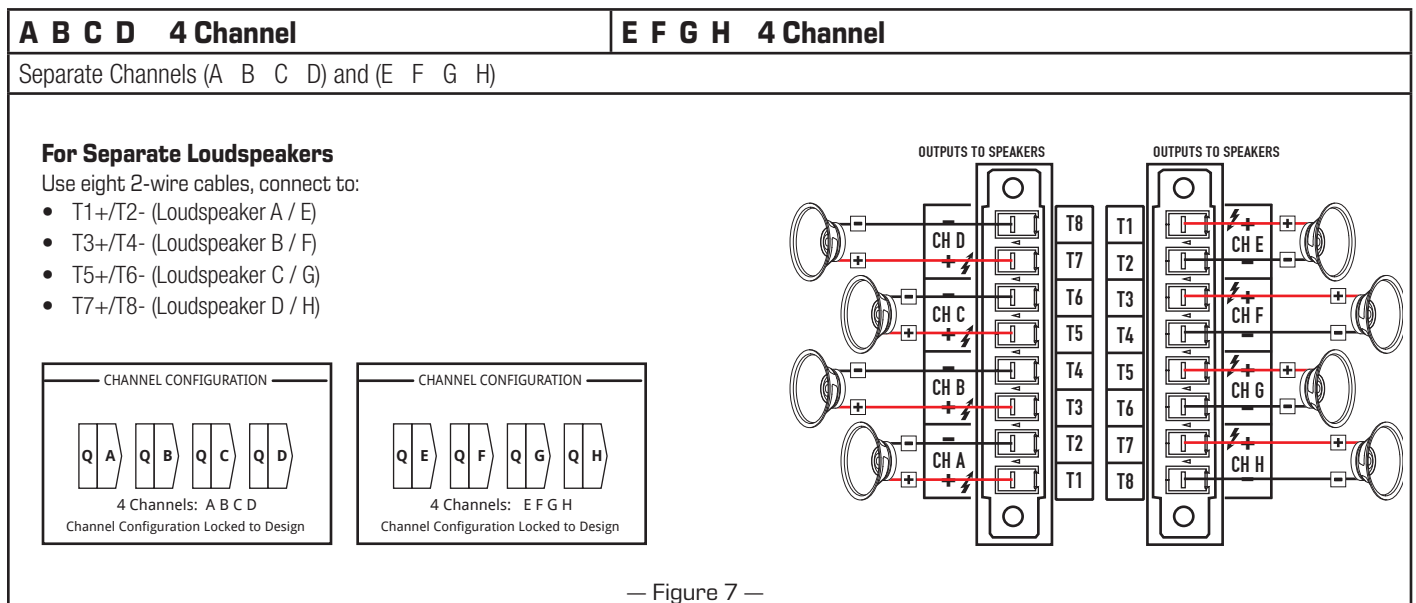 A B C D 4 Channel
E F G H 4 Channel
Separate Channels (A B C D) and (E F G H)
For Separate Loudspeakers
Use eight 2-wire cables, connect to:
• T1+/T2- (Loudspeaker A / E)
• T3+/T4- (Loudspeaker B / F)
• T5+/T6- (Loudspeaker C / G)
• T7+/T8- (Loudspeaker D / H)
CHANNEL CONFIGURATION
Q A Q B Q C Q D
4 Channels: A B C D
Channel Configuration Locked to Design
CHANNEL CONFIGURATION
Q E Q F Q G Q H
4 Channels: E F G H
Channel Configuration Locked to Design
OUTPUTS TO SPEAKERS
- - T8
CH D
+ + T7
- - T6
CH C
+ + T5
- - T4
CH B
+ + T3
- - T2
CH A
+ + T1
OUTPUTS TO SPEAKERS
T1 + +
CH E
T2 - -
T3 + +
CH F
T4 - -
T5 + +
CH G
T6 - -
T7 + +
CH H
T8 - -
— Figure 7 —